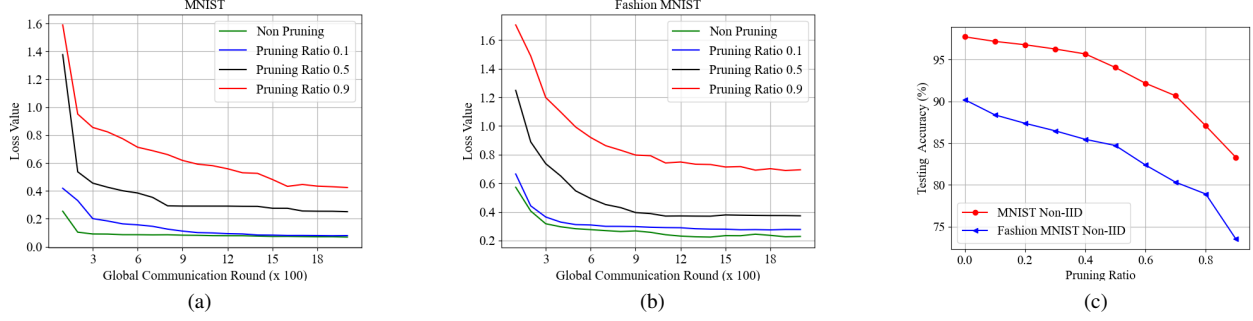 MNIST
Loss Value
1.6
1.4
1.2
1.0
0.8
0.6
0.4
0.2
0.0
Non Pruning
Pruning Ratio 0.1
Pruning Ratio 0.5
Pruning Ratio 0.9
3 6 9 12 15 18
Global Communication Round (x 100)
(a)
Fashion MNIST
Loss Value
1.6
1.4
1.2
1.0
0.8
0.6
0.4
0.2
Non Pruning
Pruning Ratio 0.1
Pruning Ratio 0.5
Pruning Ratio 0.9
3 6 9 12 15 18
Global Communication Round (x 100)
(b)
Testing Accuracy (%)
95
90
85
80
75
MNIST Non-IID
Fashion MNIST Non-IID
0.0 0.2 0.4 0.6 0.8
Pruning Ratio
(c)